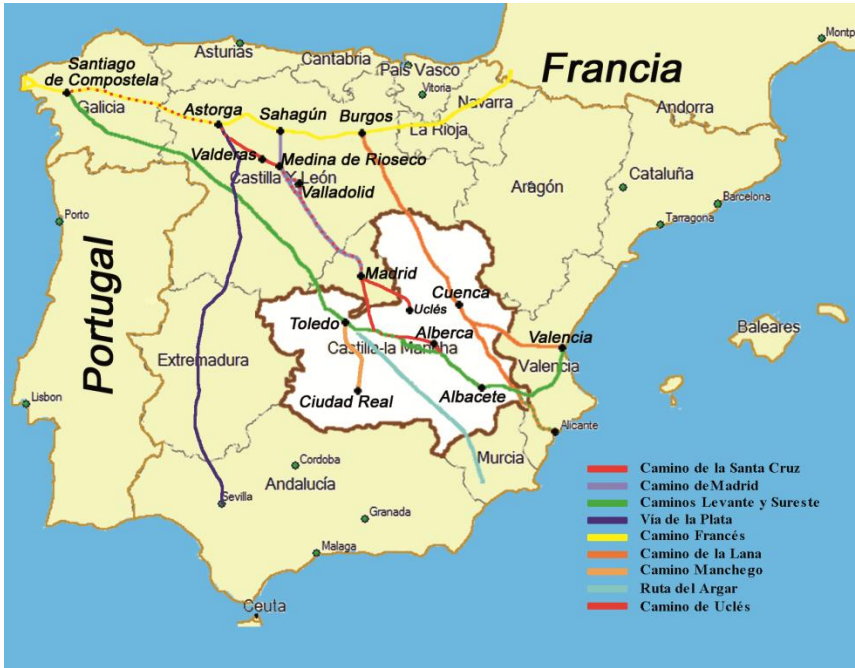 Montp
Asturias
Cantabria
País Vasco
Vitoria
Francia
Santiago
de Compostela
Galicia
Astorga
Sahagún
Burgos
Navarra
La Rioja
Andorra
Valderas
Medina de Rioseco
Castilla Y León
Valladolid
Aragón
Cataluña
Barcelona
Tarragona
Porto
Portugal
Madrid
Uclés
Cuenca
Toledo
Alberca
Castilla-la Mancha
Valencia
Valencia
Baleares
Extremadura
Lisbon
Ciudad Real
Albacete
Alicante
Murcia
Cordoba
Andalucía
Sevilla
Granada
Malaga
Ceuta
Camino de la Santa Cruz
Camino deMadrid
Caminos Levante y Sureste
Vía de la Plata
Camino Francés
Camino de la Lana
Camino Manchego
Ruta del Argar
Camino de Uclés